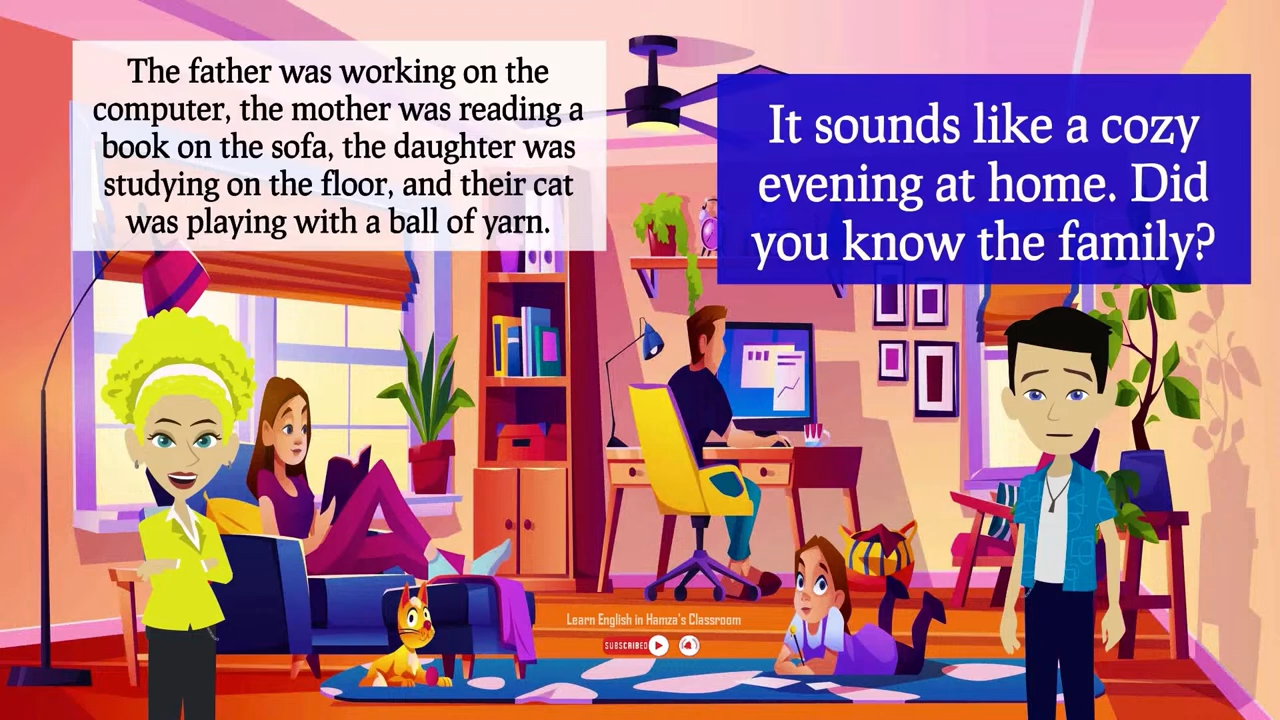 The father was working on the
computer, the mother was reading a
book on the sofa, the daughter was
studying on the floor, and their cat
was playing with a ball of yarn.
It sounds like a cozy
evening at home. Did
you know the family?
Learn English in Hamza's Classroom
SUBSCRIBED